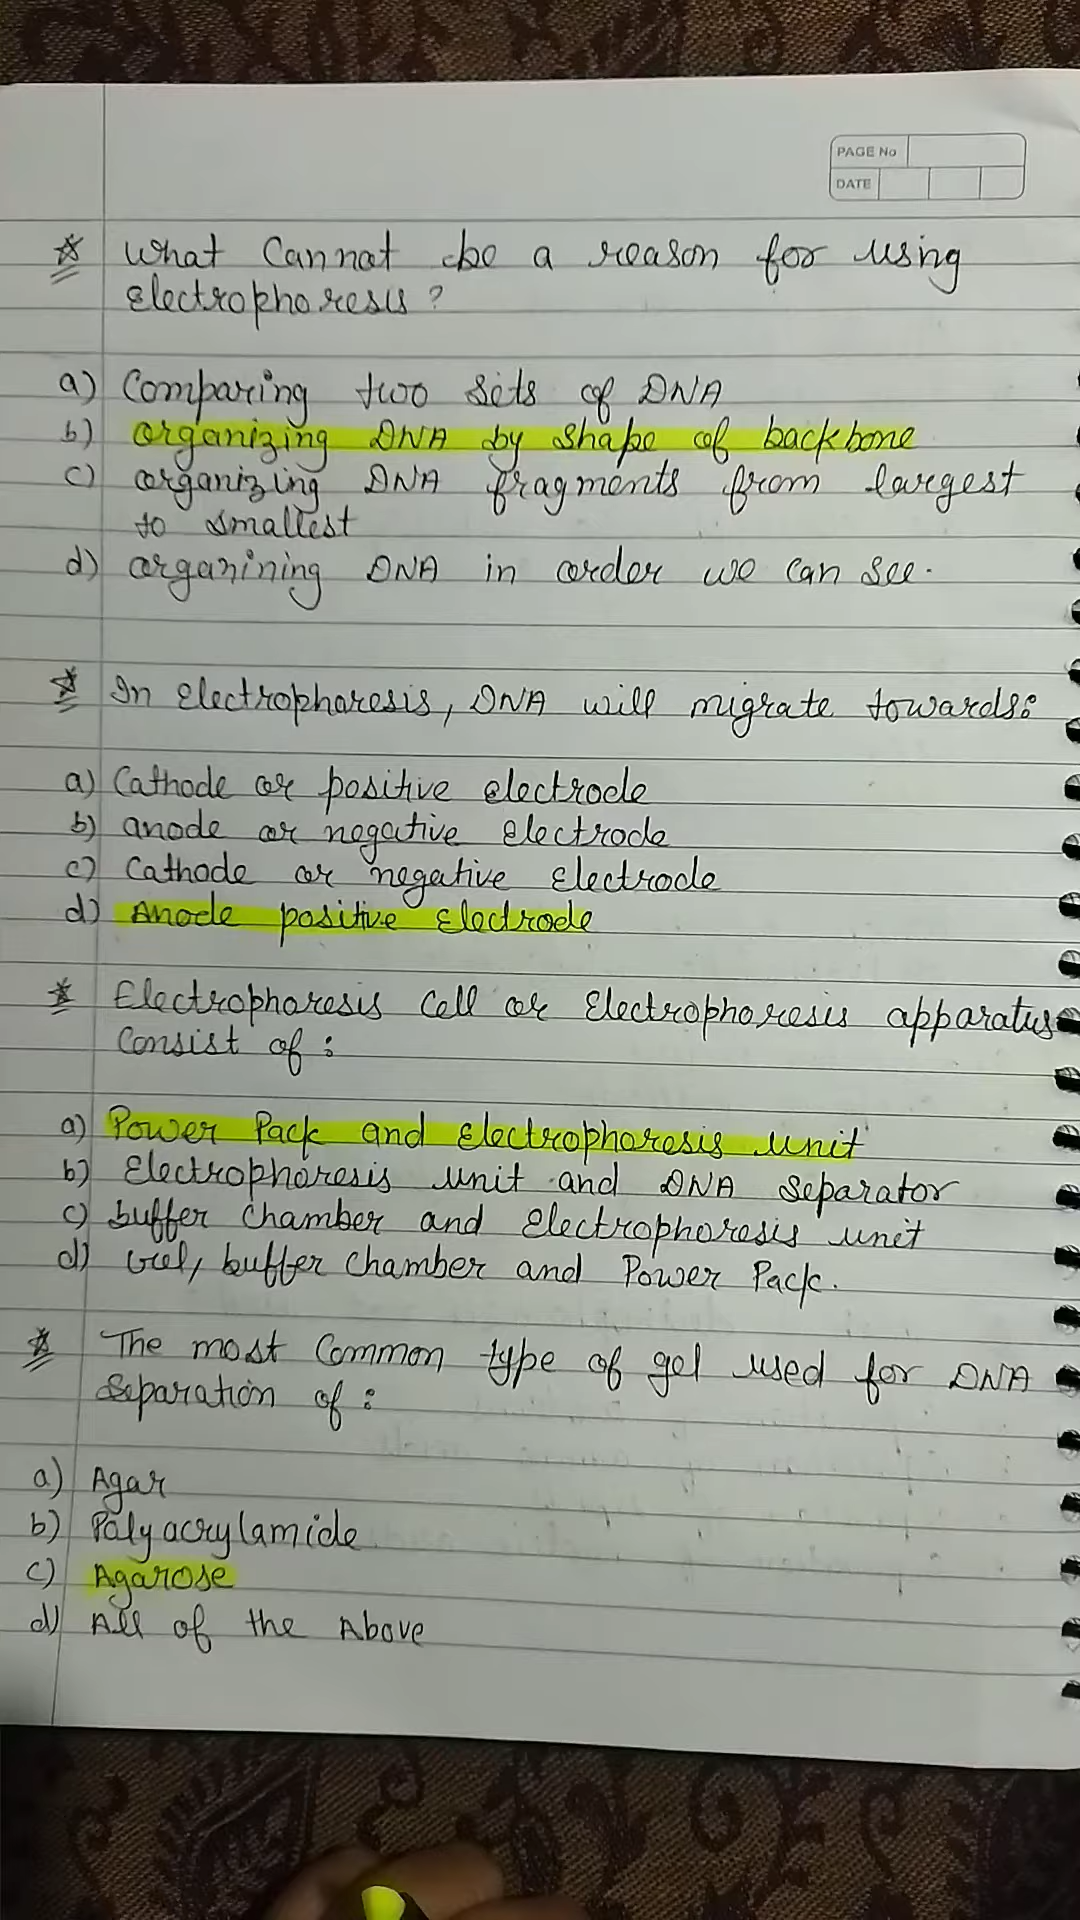 PAGE No
DATE
What Cannot be a reason for using
Electrophoresis?
a) Comparing two sets of DNA
b) organizing DNA by shape of backbone
c) organizing DNA fragments from largest
to smallest
d) organining DNA in order we can see.
In electrophoresis, DNA will migrate towards:
a) Cathode or positive electrode
b) anode or negative electrode
c) Cathode or negative Electrode
d) Anode positive Electrode
Electrophoresis Cell or Electrophoresis apparatus
Consist of :
a) Power Pack and Electrophoresis unit
b) Electrophoresis unit and DNA Separator
c) buffer Chamber and Electrophoresis unit
d) Gel, buffer Chamber and Power Pack.
The most Common type of gel used for DNA
Separation of :
a) Agar
b) Polyacrylamide
c) Agarose
d) All of the Above